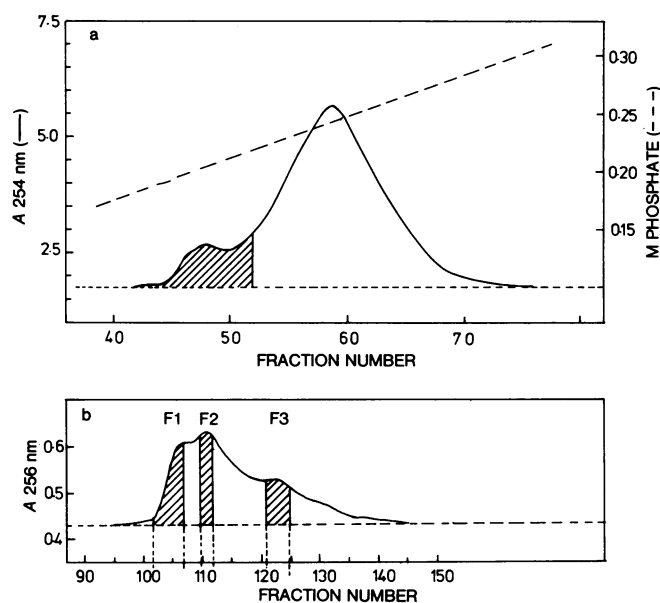 a
7.5
5.0
25
A 254 nm (—)
0.30
0.25
0.20
0.15
M PHOSPHATE (- - -)
40 50 60 70
FRACTION NUMBER
b
F1 F2 F3
0.6
0.5
0.4
A 256 nm
90 100 110 120 130 140 150
FRACTION NUMBER